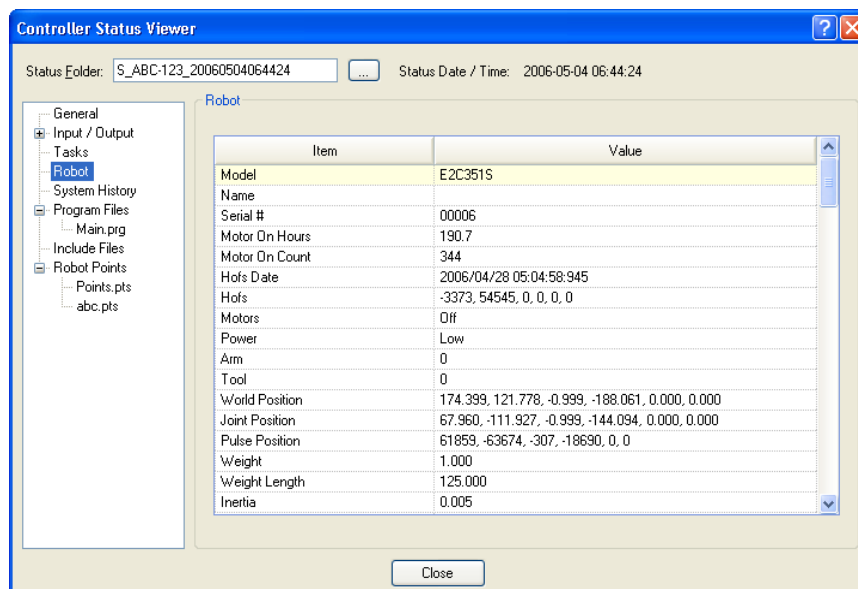 Controller Status Viewer
Status Folder: S_ABC-123_20060504064424 ... Status Date / Time: 2006-05-04 06:44:24
General
Input / Output
Tasks
Robot
System History
Program Files
Main.prg
Include Files
Robot Points
Points.pts
abc.pts
Robot
Item Value
Model E2C351S
Name
Serial # 00006
Motor On Hours 190.7
Motor On Count 344
Hofs Date 2006/04/28 05:04:58:945
Hofs -3373, 54545, 0, 0, 0, 0
Motors Off
Power Low
Arm 0
Tool 0
World Position 174.399, 121.778, -0.999, -188.061, 0.000, 0.000
Joint Position 67.960, -111.927, -0.999, -144.094, 0.000, 0.000
Pulse Position 61859, -63674, -307, -18690, 0, 0
Weight 1.000
Weight Length 125.000
Inertia 0.005
Close